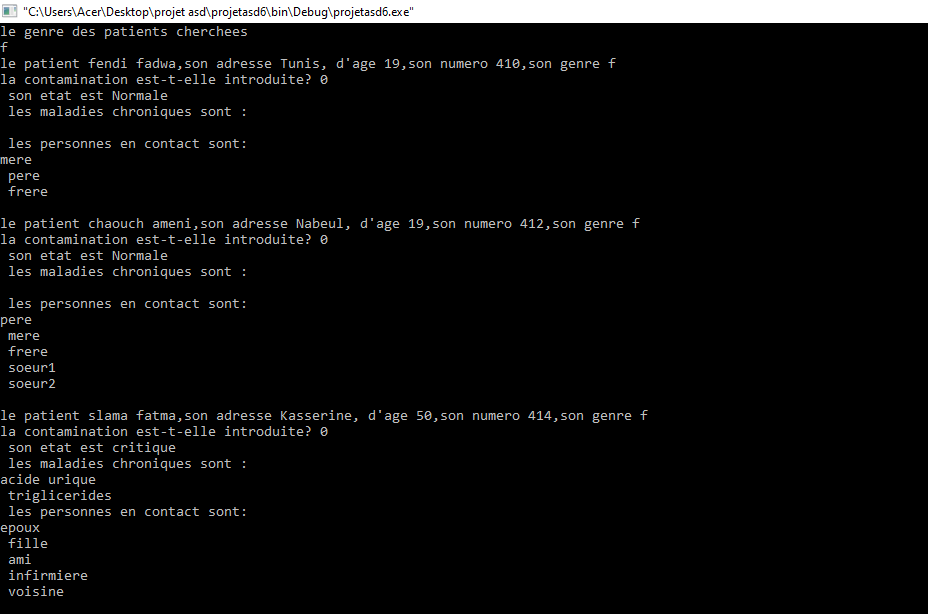 "C:\Users\Acer\Desktop\projet asd\projetasd6\bin\Debug\projetasd6.exe"
le genre des patients cherchees
f
le patient fendi fadwa,son adresse Tunis, d'age 19,son numero 410,son genre f
la contamination est-t-elle introduite? 0
son etat est Normale
les maladies chroniques sont :
les personnes en contact sont:
mere
pere
frere
le patient chaouch ameni,son adresse Nabeul, d'age 19,son numero 412,son genre f
la contamination est-t-elle introduite? 0
son etat est Normale
les maladies chroniques sont :
les personnes en contact sont:
pere
mere
frere
soeur1
soeur2
le patient slama fatma,son adresse Kasserine, d'age 50,son numero 414,son genre f
la contamination est-t-elle introduite? 0
son etat est critique
les maladies chroniques sont :
acide urique
triglicerides
les personnes en contact sont:
epoux
fille
ami
infirmiere
voisine